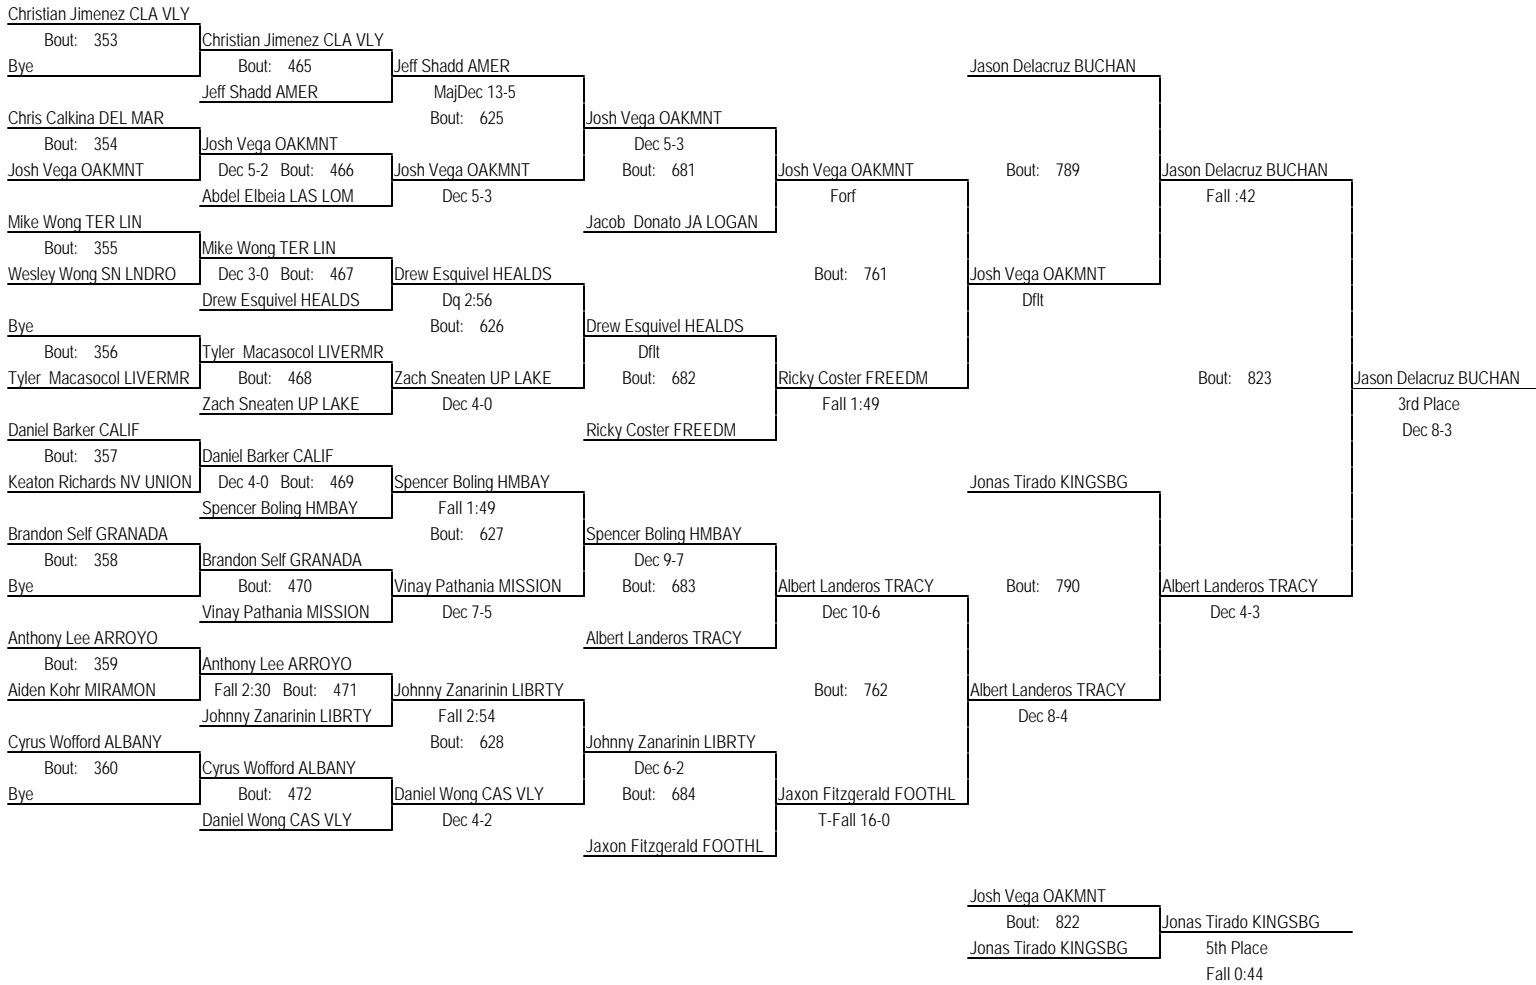 Christian Jimenez CLA VLY
Bout: 353 Christian Jimenez CLA VLY
Bye Bout: 465 Jeff Shadd AMER Jason Delacruz BUCHAN
Jeff Shadd AMER MajDec 13-5
Chris Calkina DEL MAR Bout: 625 Josh Vega OAKMNT
Bout: 354 Josh Vega OAKMNT Dec 5-3
Josh Vega OAKMNT Dec 5-2 Bout: 466 Josh Vega OAKMNT Bout: 681 Josh Vega OAKMNT Bout: 789 Jason Delacruz BUCHAN
Abdel Elbeia LAS LOM Dec 5-3 Forf Fall :42
Mike Wong TER LIN Jacob Donato JA LOGAN
Bout: 355 Mike Wong TER LIN
Wesley Wong SN LNDRO Dec 3-0 Bout: 467 Drew Esquivel HEALDS Bout: 761 Josh Vega OAKMNT
Drew Esquivel HEALDS Dq 2:56 Dflt
Bye Bout: 626 Drew Esquivel HEALDS
Bout: 356 Tyler Macasocol LIVERMR Dflt
Tyler Macasocol LIVERMR Bout: 468 Zach Sneaten UP LAKE Bout: 682 Ricky Coster FREEDM Bout: 823 Jason Delacruz BUCHAN
Zach Sneaten UP LAKE Dec 4-0 Fall 1:49 3rd Place
Daniel Barker CALIF Ricky Coster FREEDM Dec 8-3
Bout: 357 Daniel Barker CALIF
Keaton Richards NV UNION Dec 4-0 Bout: 469 Spencer Boling HMBAY Jonas Tirado KINGSBG
Spencer Boling HMBAY Fall 1:49
Brandon Self GRANADA Bout: 627 Spencer Boling HMBAY
Bout: 358 Brandon Self GRANADA Dec 9-7
Bye Bout: 470 Vinay Pathania MISSION Bout: 683 Albert Landeros TRACY Bout: 790 Albert Landeros TRACY
Vinay Pathania MISSION Dec 7-5 Dec 10-6 Dec 4-3
Anthony Lee ARROYO Albert Landeros TRACY
Bout: 359 Anthony Lee ARROYO
Aiden Kohr MIRAMON Fall 2:30 Bout: 471 Johnny Zanarinin LIBRTY Bout: 762 Albert Landeros TRACY
Johnny Zanarinin LIBRTY Fall 2:54 Dec 8-4
Cyrus Wofford ALBANY Bout: 628 Johnny Zanarinin LIBRTY
Bout: 360 Cyrus Wofford ALBANY Dec 6-2
Bye Bout: 472 Daniel Wong CAS VLY Bout: 684 Jaxon Fitzgerald FOOTHL
Daniel Wong CAS VLY Dec 4-2 T-Fall 16-0
Jaxon Fitzgerald FOOTHL
Josh Vega OAKMNT
Bout: 822 Jonas Tirado KINGSBG
Jonas Tirado KINGSBG 5th Place
Fall 0:44